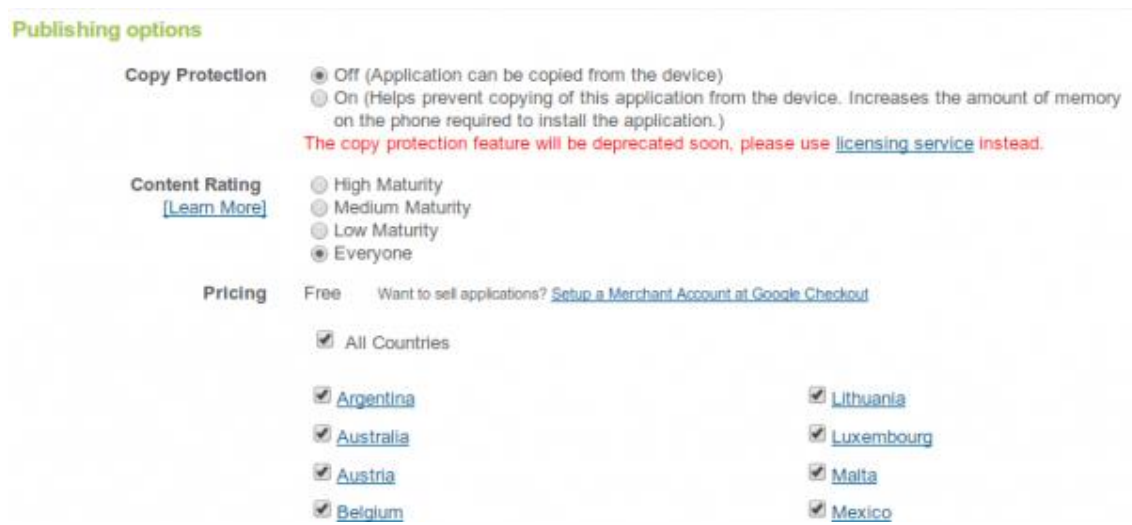 Publishing options
Copy Protection
Off (Application can be copied from the device)
On (Helps prevent copying of this application from the device. Increases the amount of memory
on the phone required to install the application.)
The copy protection feature will be deprecated soon, please use licensing service instead.
Content Rating
[Learn More]
High Maturity
Medium Maturity
Low Maturity
Everyone
Pricing
Free Want to sell applications? Setup a Merchant Account at Google Checkout
All Countries
Argentina Lithuania
Australia Luxembourg
Austria Malta
Belgium Mexico